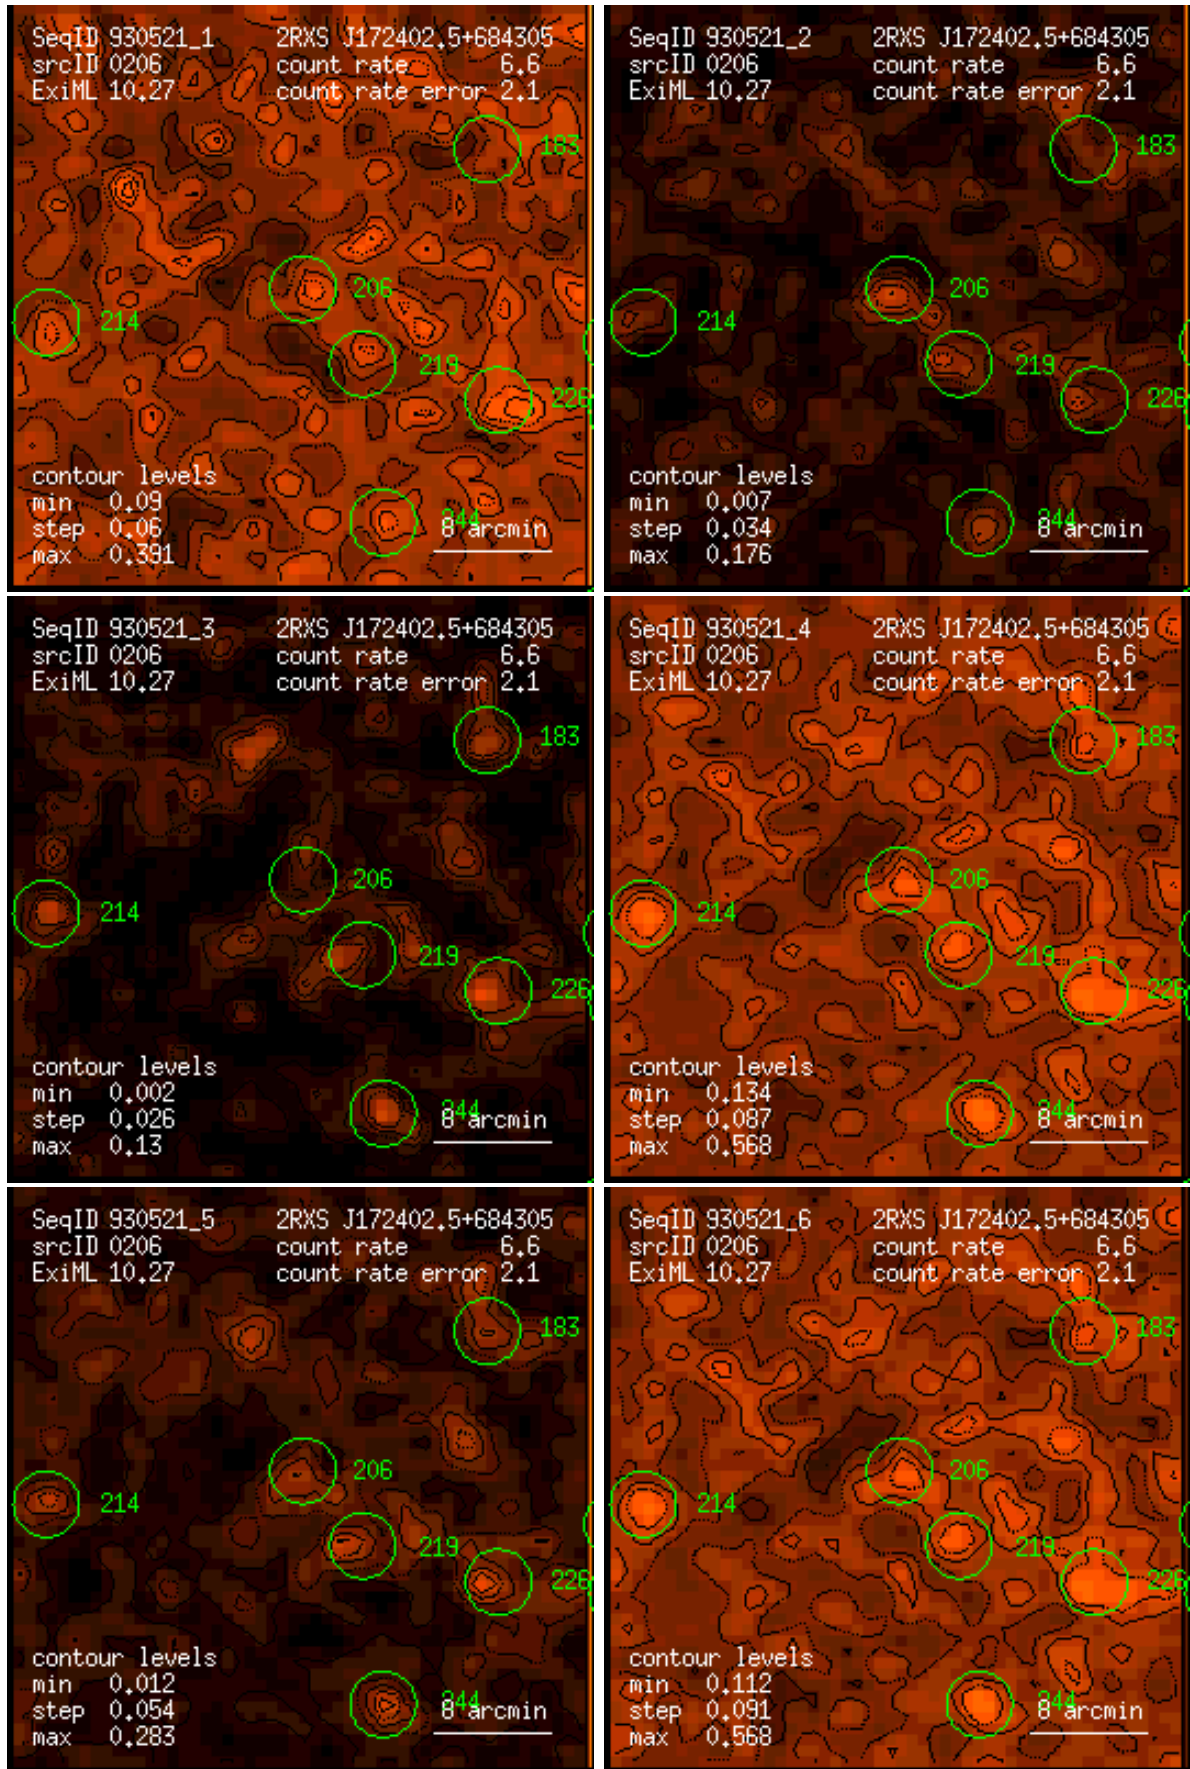 SeqID 930521_1 2RXS J172402.5+684305
srcID 0206 count rate 6.6
ExiML 10.27 count rate error 2.1
183
206
214
219
226
contour levels
min 0.09
step 0.06
max 0.391
244
8 arcmin
SeqID 930521_2 2RXS J172402.5+684305
srcID 0206 count rate 6.6
ExiML 10.27 count rate error 2.1
183
206
214
219
226
contour levels
min 0.007
step 0.034
max 0.176
244
8 arcmin
SeqID 930521_3 2RXS J172402.5+684305
srcID 0206 count rate 6.6
ExiML 10.27 count rate error 2.1
183
206
214
219
226
contour levels
min 0.002
step 0.026
max 0.13
244
8 arcmin
SeqID 930521_4 2RXS J172402.5+684305
srcID 0206 count rate 6.6
ExiML 10.27 count rate error 2.1
183
206
214
219
226
contour levels
min 0.134
step 0.087
max 0.568
244
8 arcmin
SeqID 930521_5 2RXS J172402.5+684305
srcID 0206 count rate 6.6
ExiML 10.27 count rate error 2.1
183
206
214
219
226
contour levels
min 0.012
step 0.054
max 0.283
244
8 arcmin
SeqID 930521_6 2RXS J172402.5+684305
srcID 0206 count rate 6.6
ExiML 10.27 count rate error 2.1
183
206
214
219
226
contour levels
min 0.112
step 0.091
max 0.568
244
8 arcmin